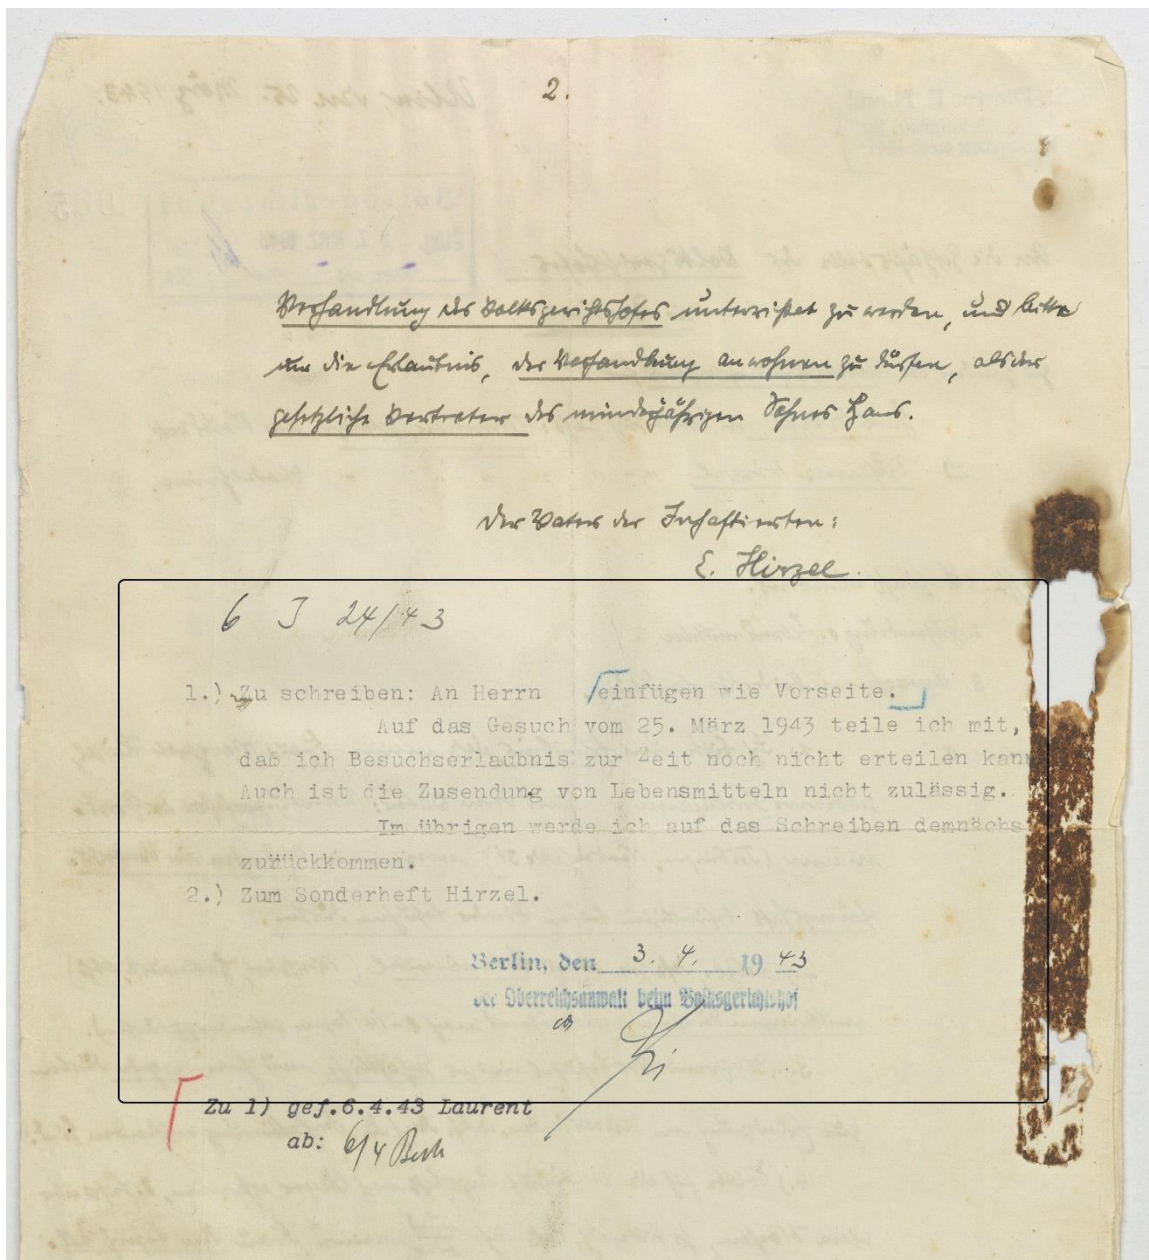 2.
Verhandlung des Volksgerichtshofes unterrichtet zu werden, und bitte
um die Erlaubnis, der Verhandlung anwohnen zu dürfen, als der
gesetzliche Vertreter des minderjährigen Sohnes Hans.
Der Vater der Inhaftierten:
E. Hirzel.
6 J 24/43
1.) Zu schreiben: An Herrn einfügen wie Vorseite.
Auf das Gesuch vom 25. März 1943 teile ich mit,
daß ich Besuchserlaubnis zur Zeit noch nicht erteilen kann
Auch ist die Zusendung von Lebensmitteln nicht zulässig.
Im übrigen werde ich auf das Schreiben demnächs
zurückkommen.
2.) Zum Sonderheft Hirzel.
Berlin, den 3. 4. 19 43
Der Oberreichsanwalt beim Volksgerichtshof
Zu 1) gef.6.4.43 Laurent
ab: 6/4